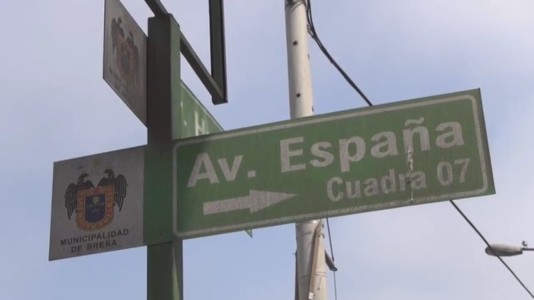 Av. España
Cuadra 07
MUNICIPALIDAD
DE BREÑA
H